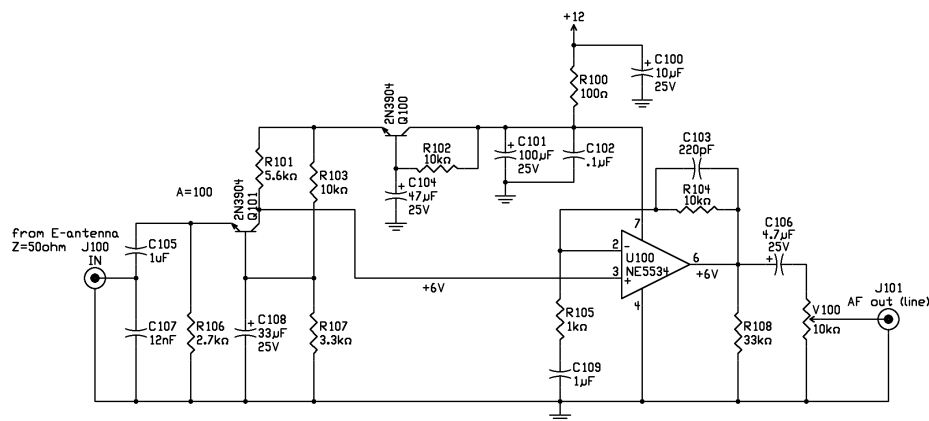 +12
+ C100
10µF
25V
R100
100Ω
2N3904
Q100
R102
10kΩ
+ C101
100µF
25V
C102
.1µF
C103
220pF
R104
10kΩ
R101
5.6kΩ
R103
10kΩ
+ C104
47µF
25V
A=100
2N3904
Q101
from E-antenna
Z=50ohm J100
IN
C105
1uF
7
2 -
U100
NE5534
3 +
6
+6V
4
+6V
C106
4.7µF
25V
+
J101
AF out (line)
V100
10kΩ
C107
12nF
R106
2.7kΩ
+ C108
33µF
25V
R107
3.3kΩ
R105
1kΩ
R108
33kΩ
C109
1µF